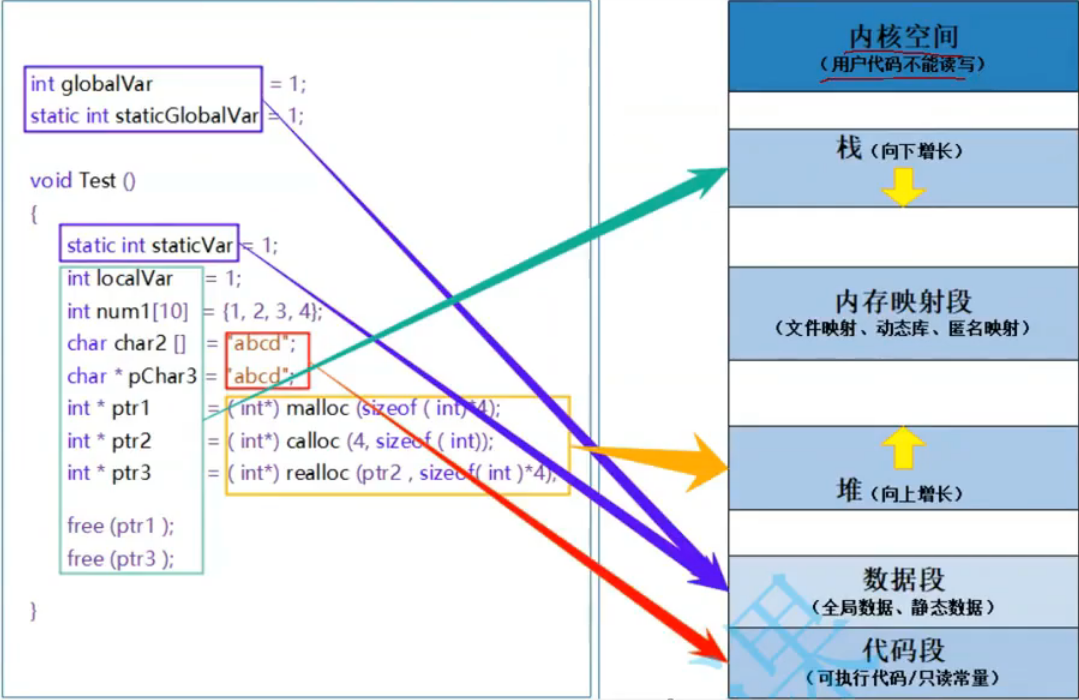 int globalVar = 1;
static int staticGlobalVar = 1;
void Test ()
{
static int staticVar = 1;
int localVar = 1;
int num1[10] = {1, 2, 3, 4};
char char2 [] = "abcd";
char * pChar3 = "abcd";
int * ptr1 = ( int*) malloc (sizeof ( int)*4);
int * ptr2 = ( int*) calloc (4, sizeof ( int));
int * ptr3 = ( int*) realloc (ptr2 , sizeof( int )*4);
free (ptr1 );
free (ptr3 );
}
内核空间
(用户代码不能读写)
栈(向下增长)
内存映射段
(文件映射、动态库、匿名映射)
堆(向上增长)
数据段
(全局数据、静态数据)
代码段
(可执行代码/只读常量)
果